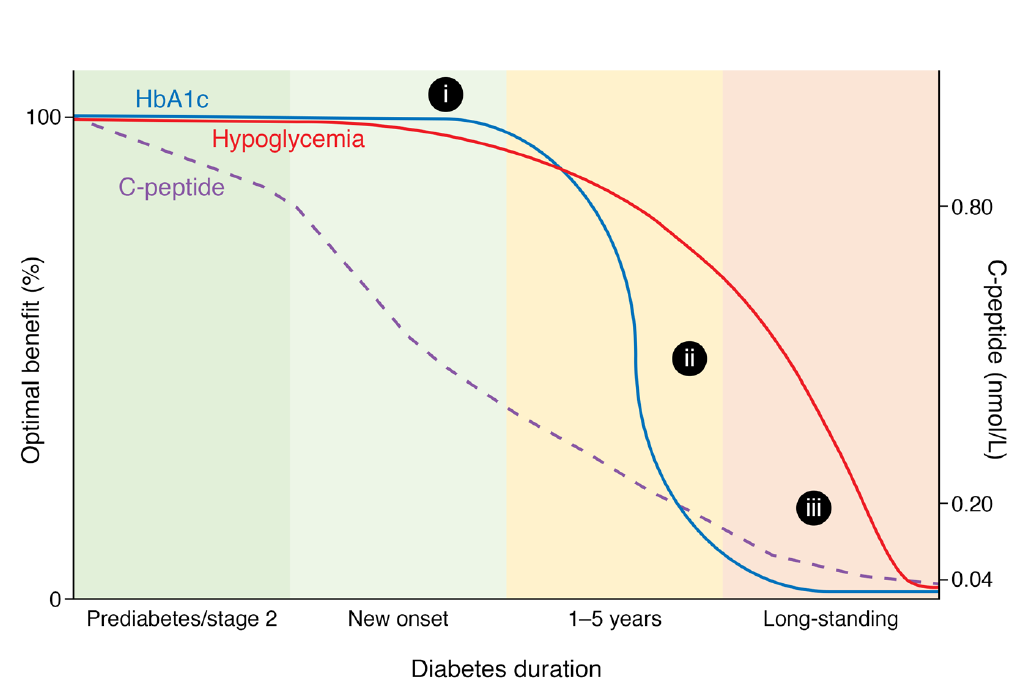 i
HbA1c
100
Hypoglycemia
C-peptide
0.80
Optimal benefit (%)
C-peptide (nmol/L)
ii
iii
0.20
0.04
0
Prediabetes/stage 2
New onset
1–5 years
Long-standing
Diabetes duration